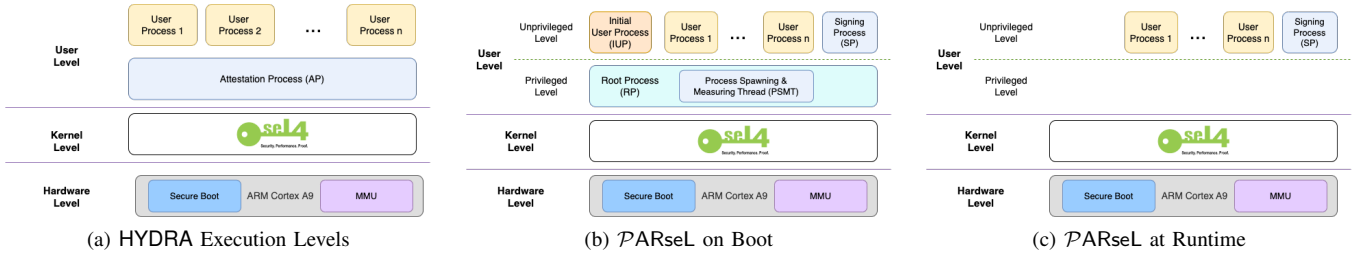 User
Process 1
User
Process 2
...
User
Process n
User
Level
Attestation Process (AP)
Kernel
Level
seL4
Security. Performance. Proof.
Hardware
Level
Secure Boot
ARM Cortex A9
MMU
(a) HYDRA Execution Levels
Unprivileged
Level
Initial
User Process
(IUP)
User
Process 1
...
User
Process n
Signing
Process
(SP)
User
Level
Privileged
Level
Root Process
(RP)
Process Spawning &
Measuring Thread (PSMT)
Kernel
Level
seL4
Security. Performance. Proof.
Hardware
Level
Secure Boot
ARM Cortex A9
MMU
(b) 𝒫ARseL on Boot
Unprivileged
Level
User
Process 1
...
User
Process n
Signing
Process
(SP)
User
Level
Privileged
Level
Kernel
Level
seL4
Security. Performance. Proof.
Hardware
Level
Secure Boot
ARM Cortex A9
MMU
(c) 𝒫ARseL at Runtime